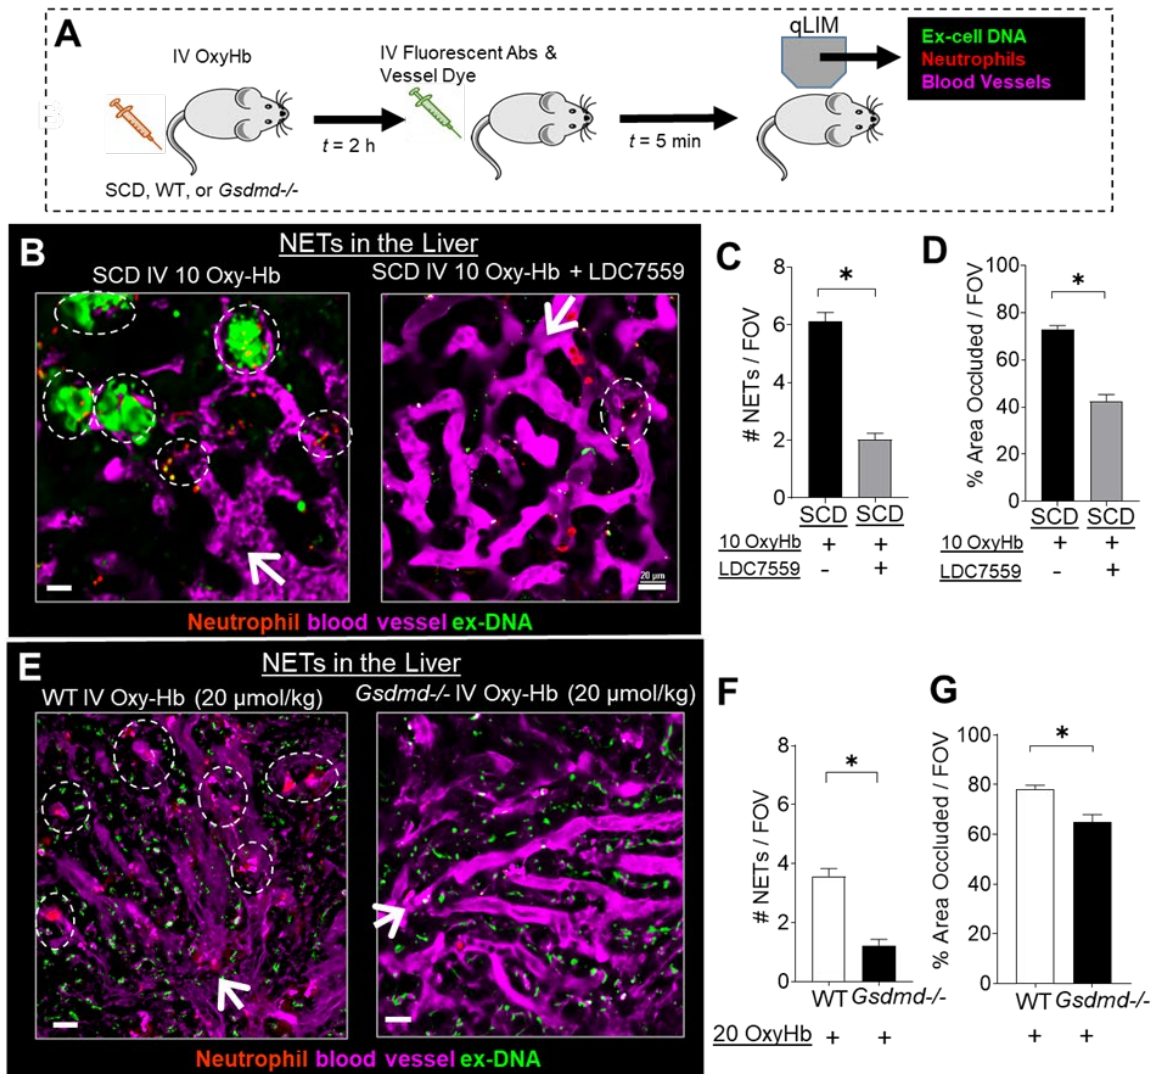 A
IV OxyHb
SCD, WT, or Gsdmd-/-
t = 2 h
IV Fluorescent Abs &
Vessel Dye
t = 5 min
qLIM
Ex-cell DNA
Neutrophils
Blood Vessels
B
NETs in the Liver
SCD IV 10 Oxy-Hb
SCD IV 10 Oxy-Hb + LDC7559
20 µm
Neutrophil blood vessel ex-DNA
C
# NETs / FOV
8
6
4
2
0
*
SCD SCD
10 OxyHb + +
LDC7559 - +
D
% Area Occluded / FOV
100
80
60
40
20
0
*
SCD SCD
10 OxyHb + +
LDC7559 - +
E
NETs in the Liver
WT IV Oxy-Hb (20 µmol/kg)
Gsdmd-/- IV Oxy-Hb (20 µmol/kg)
Neutrophil blood vessel ex-DNA
F
# NETs / FOV
8
6
4
2
0
*
WT Gsdmd-/-
20 OxyHb + +
G
% Area Occluded / FOV
100
80
60
40
20
0
*
WT Gsdmd-/-
+ +